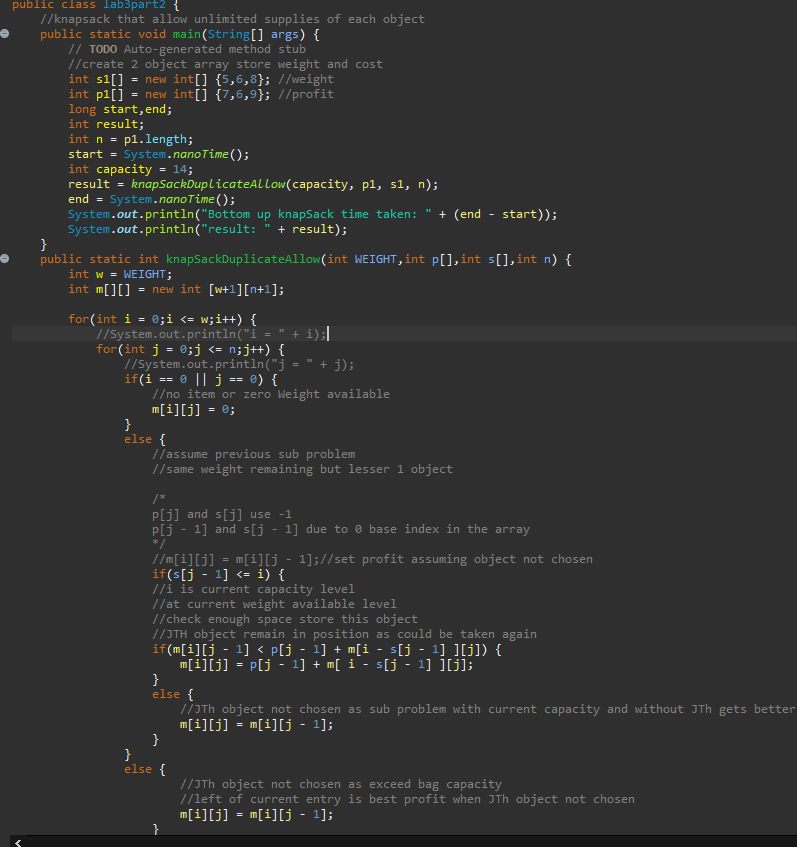 public class lab3part2 {
//knapsack that allow unlimited supplies of each object
public static void main(String[] args) {
// TODO Auto-generated method stub
//create 2 object array store weight and cost
int s1[] = new int[] {5,6,8}; //weight
int p1[] = new int[] {7,6,9}; //profit
long start,end;
int result;
int n = p1.length;
start = System.nanoTime();
int capacity = 14;
result = knapSackDuplicateAllow(capacity, p1, s1, n);
end = System.nanoTime();
System.out.println("Bottom up knapSack time taken: " + (end - start));
System.out.println("result: " + result);
}
public static int knapSackDuplicateAllow(int WEIGHT,int p[],int s[],int n) {
int w = WEIGHT;
int m[][] = new int [w+1][n+1];
for(int i = 0;i <= w;i++) {
//System.out.println("i = " + i);
for(int j = 0;j <= n;j++) {
//System.out.println("j = " + j);
if(i == 0 || j == 0) {
//no item or zero Weight available
m[i][j] = 0;
}
else {
//assume previous sub problem
//same weight remaining but lesser 1 object
/*
p[j] and s[j] use -1
p[j - 1] and s[j - 1] due to 0 base index in the array
*/
//m[i][j] = m[i][j - 1];//set profit assuming object not chosen
if(s[j - 1] <= i) {
//i is current capacity level
//at current weight available level
//check enough space store this object
//JTH object remain in position as could be taken again
if(m[i][j - 1] < p[j - 1] + m[i - s[j - 1] ][j]) {
m[i][j] = p[j - 1] + m[ i - s[j - 1] ][j];
}
else {
//JTh object not chosen as sub problem with current capacity and without JTh gets better
m[i][j] = m[i][j - 1];
}
}
else {
//JTh object not chosen as exceed bag capacity
//left of current entry is best profit when JTh object not chosen
m[i][j] = m[i][j - 1];
}